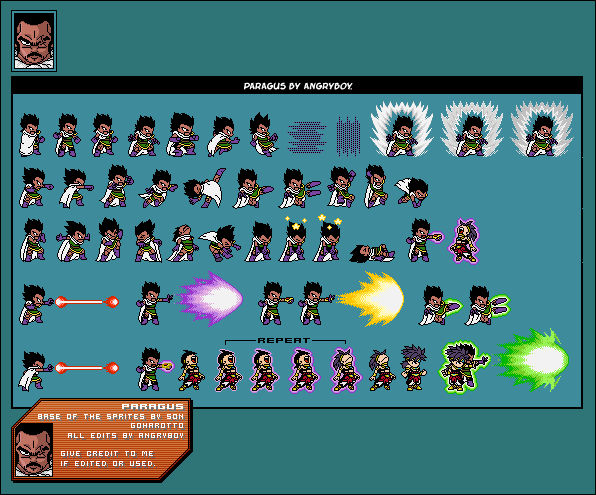 PARAGUS BY ANGRYBOY.
REPEAT
PARAGUS
BASE OF THE SPRITES BY SON
GOHAROTTO
ALL EDITS BY ANGRYBOY
GIVE CREDIT TO ME
IF EDITED OR USED.